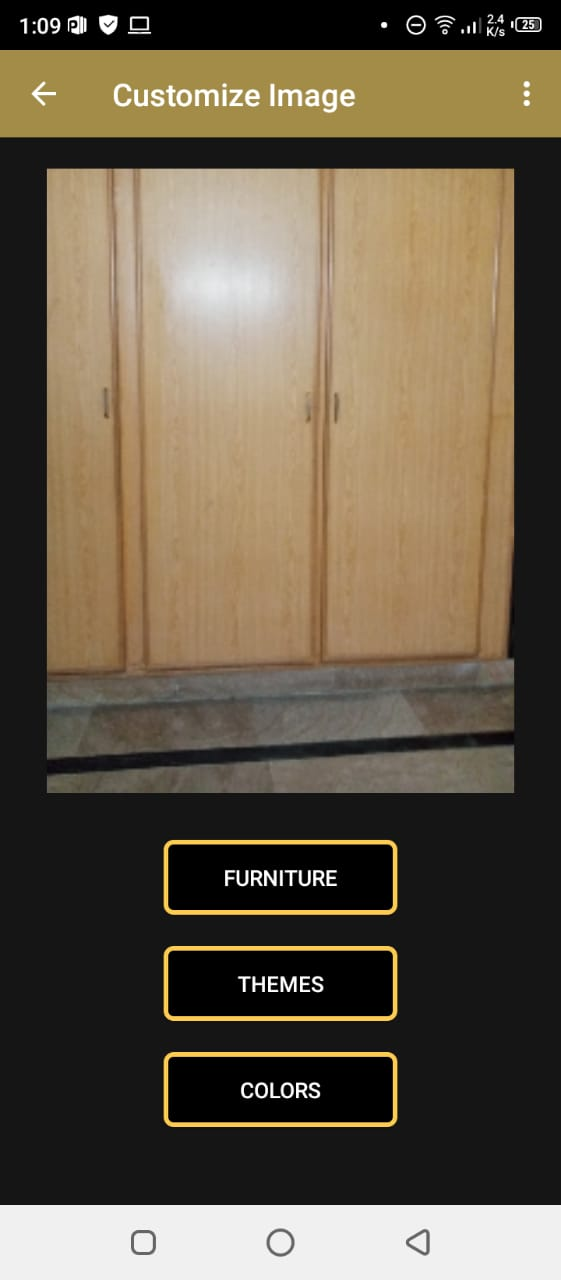 1:09
2.4
K/s
25
Customize Image
FURNITURE
THEMES
COLORS